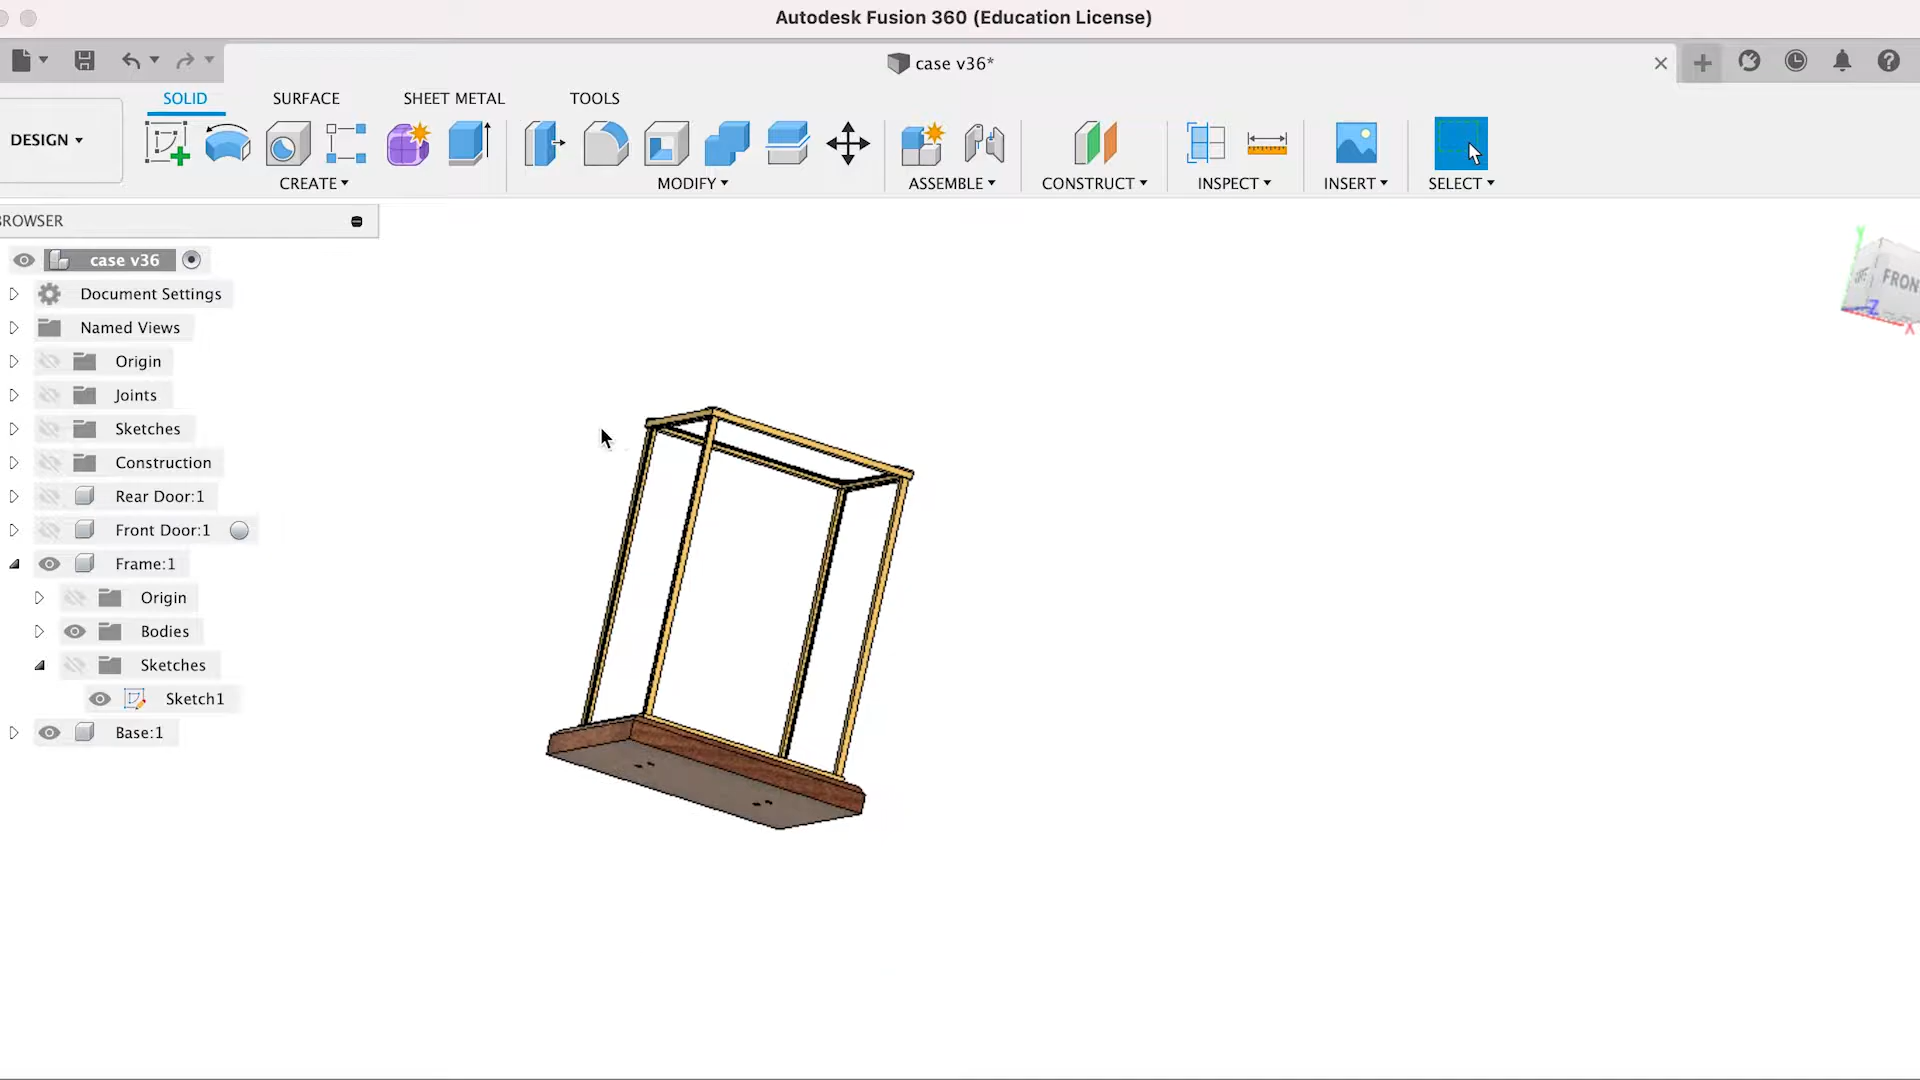 Autodesk Fusion 360 (Education License)
case v36*
SOLID SURFACE SHEET METAL TOOLS
DESIGN
CREATE MODIFY ASSEMBLE CONSTRUCT INSPECT INSERT SELECT
BROWSER
case v36
Document Settings
Named Views
Origin
Joints
Sketches
Construction
Rear Door:1
Front Door:1
Frame:1
Origin
Bodies
Sketches
Sketch1
Base:1
Y
FRON
Z
X